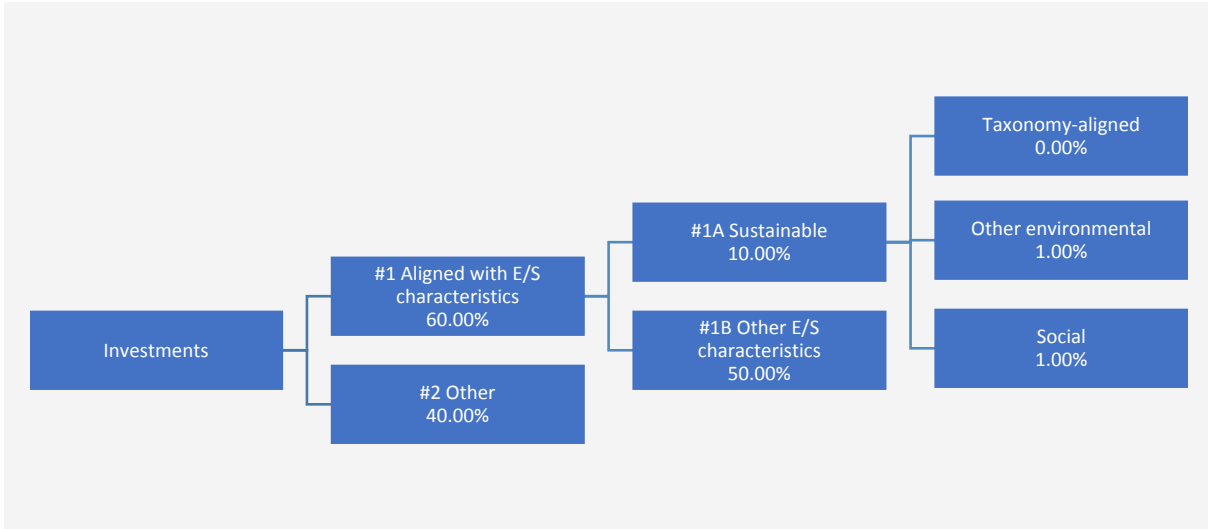 Investments
#1 Aligned with E/S
characteristics
60.00%
#2 Other
40.00%
#1A Sustainable
10.00%
#1B Other E/S
characteristics
50.00%
Taxonomy-aligned
0.00%
Other environmental
1.00%
Social
1.00%